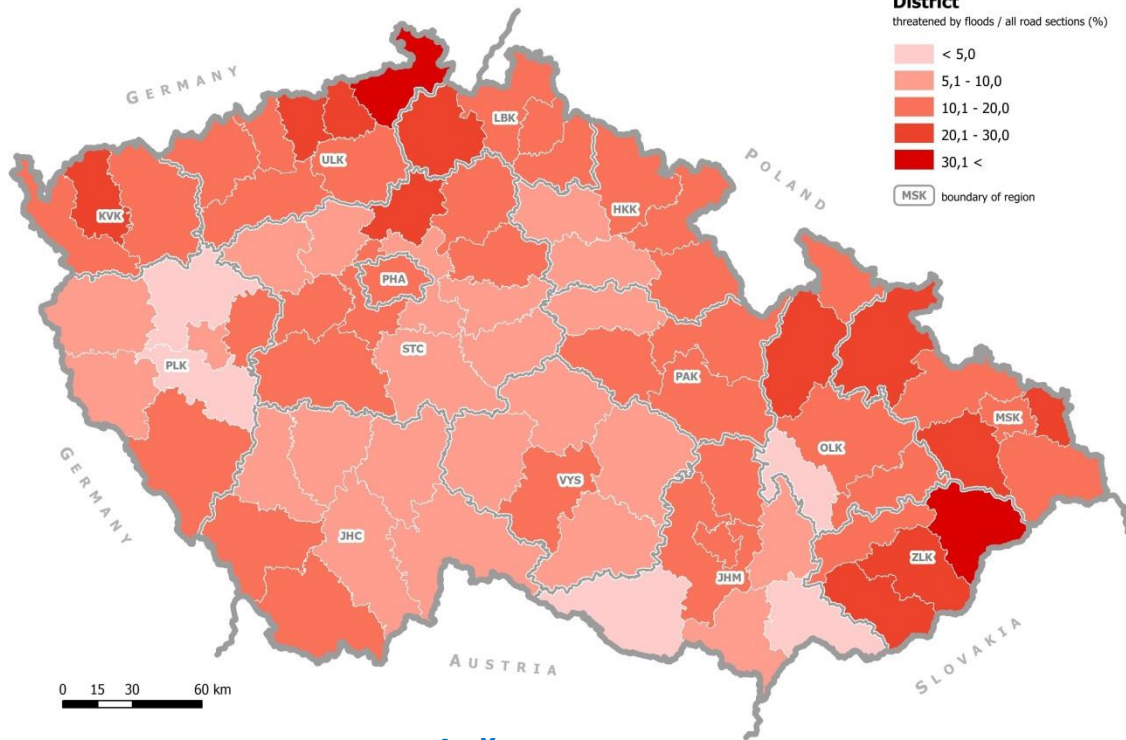 District
threatened by floods / all road sections (%)
< 5,0
5,1 - 10,0
10,1 - 20,0
20,1 - 30,0
30,1 <
MSK boundary of region
GERMANY
POLAND
LBK
ULK
KVK
HKK
PHA
STC
PLK
PAK
MSK
OLK
VYS
JHC
ZLK
JHM
GERMANY
AUSTRIA
SLOVAKIA
0 15 30 60 km